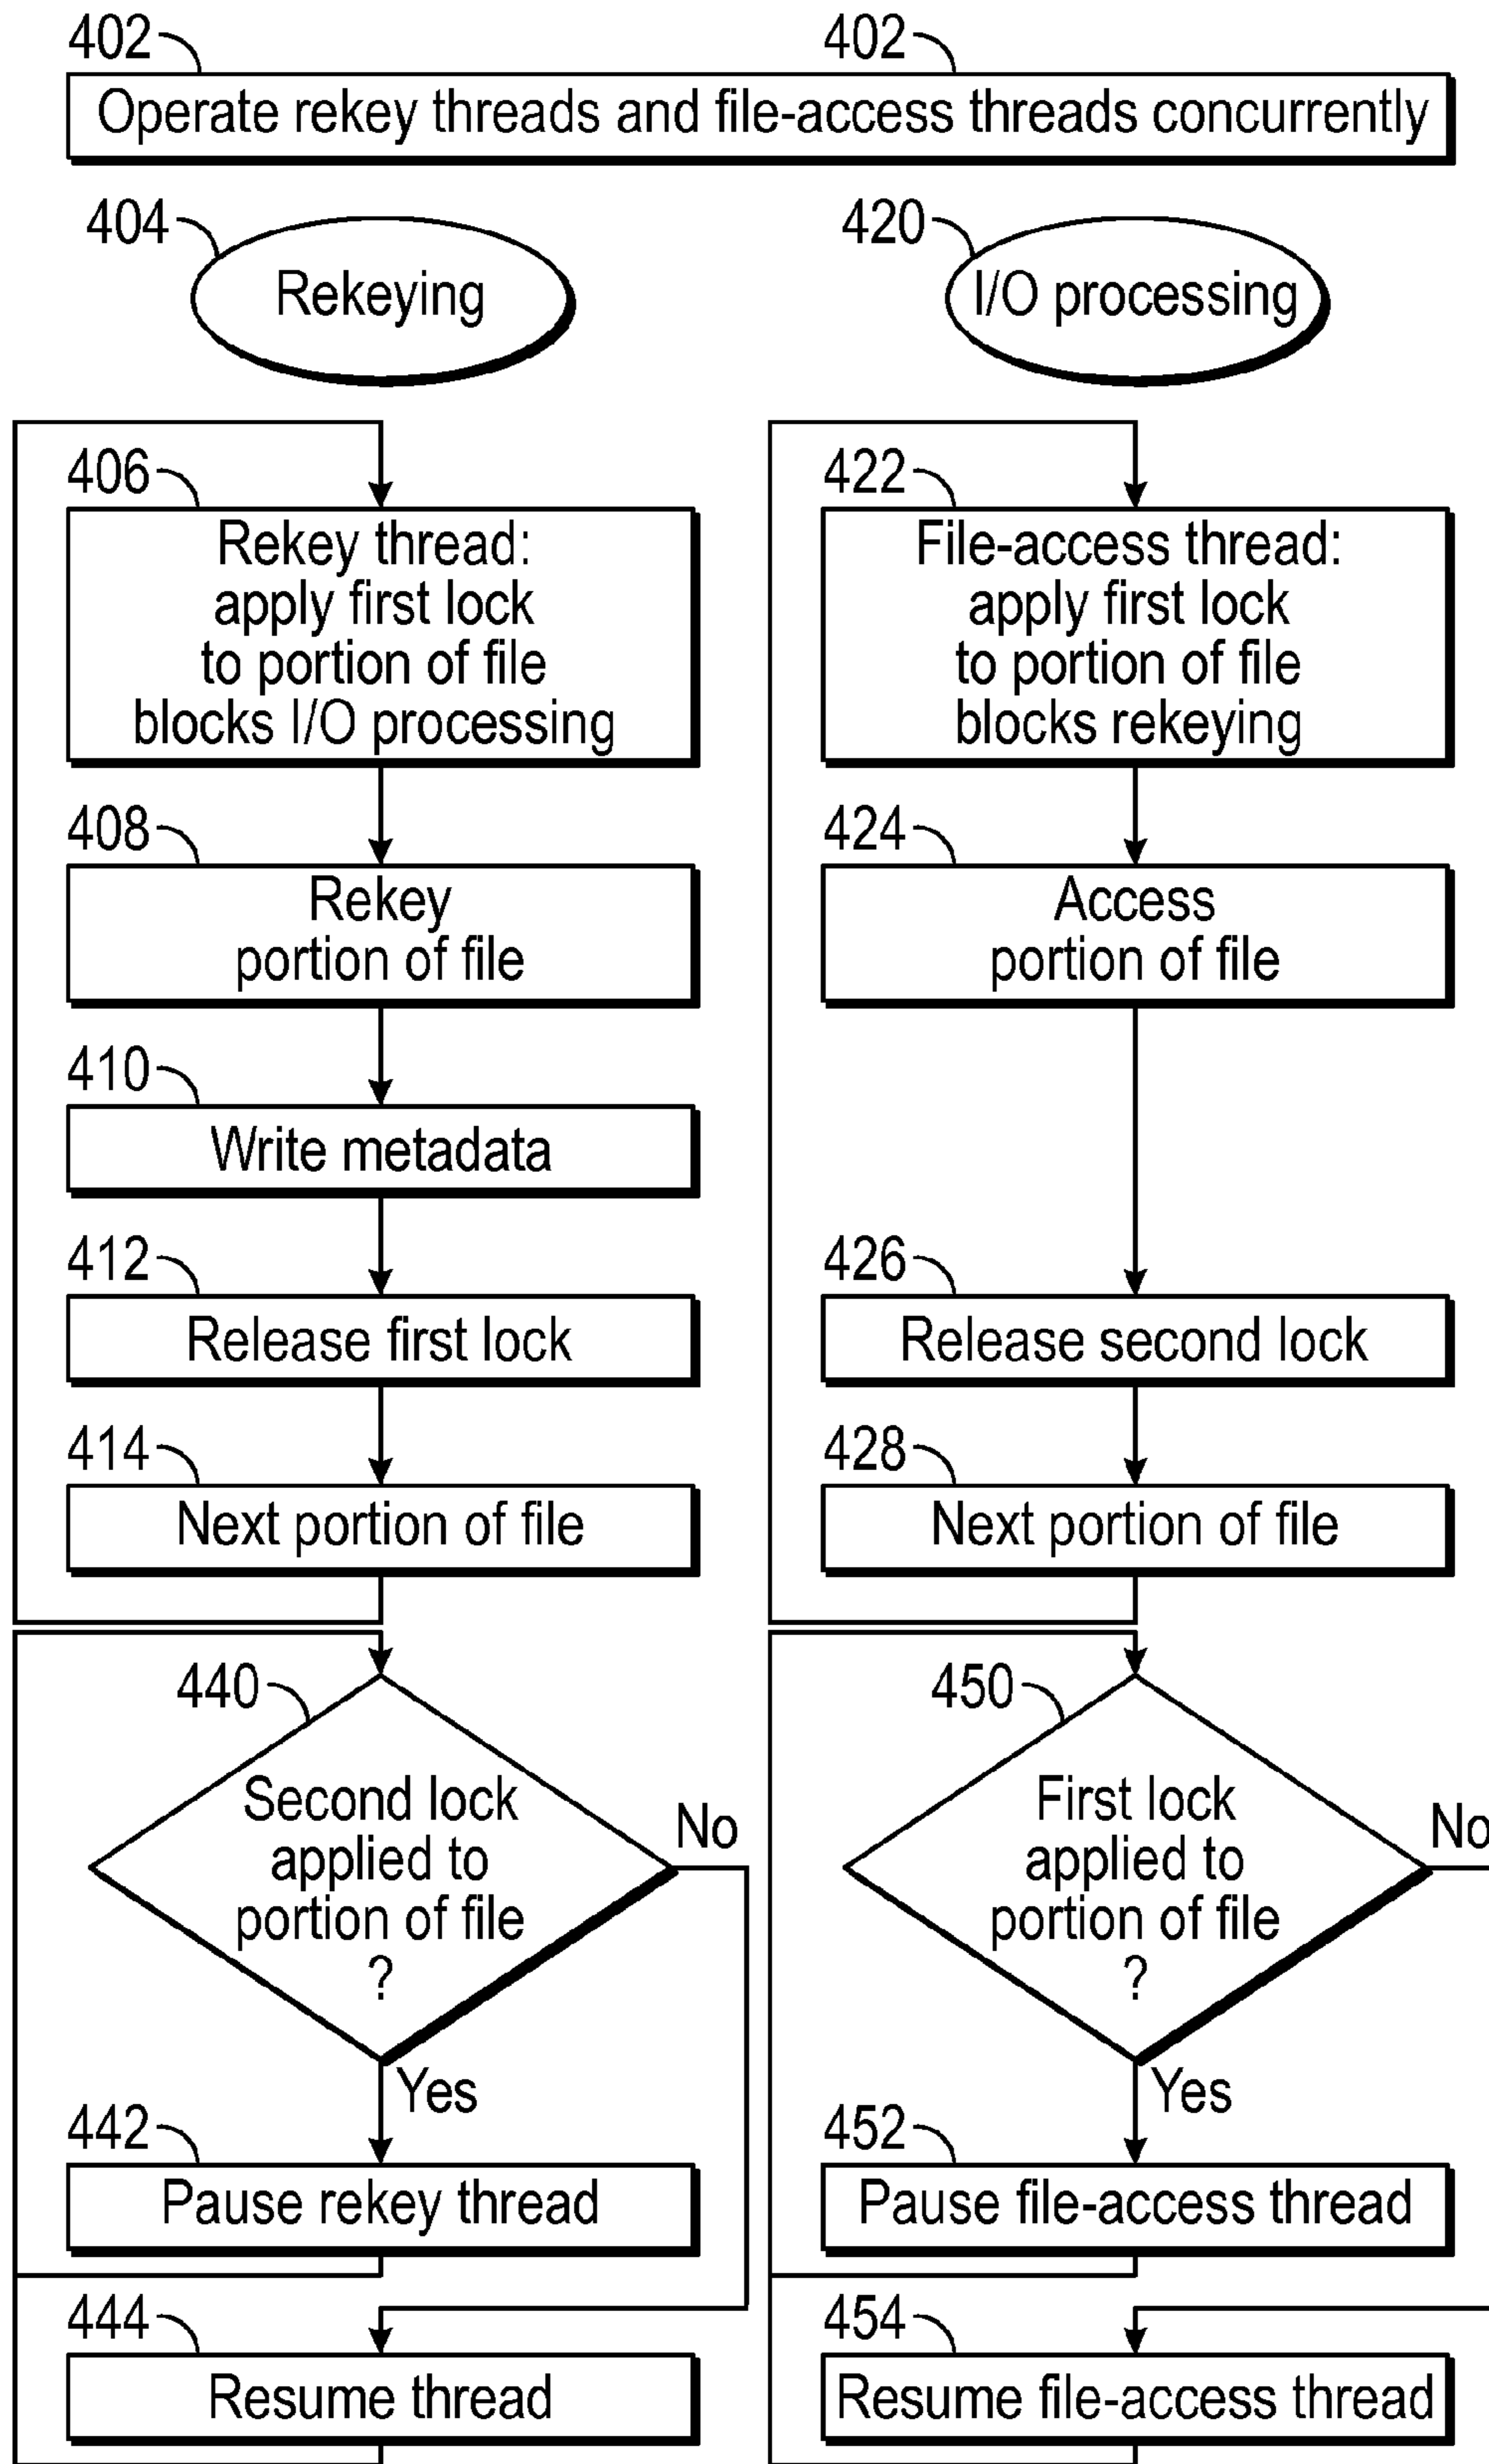 402
402
Operate rekey threads and file-access threads concurrently
404
Rekeying
420
I/O processing
406
Rekey thread:
apply first lock
to portion of file
blocks I/O processing
422
File-access thread:
apply first lock
to portion of file
blocks rekeying
408
Rekey
portion of file
424
Access
portion of file
410
Write metadata
412
Release first lock
426
Release second lock
414
Next portion of file
428
Next portion of file
440
Second lock
applied to
portion of file
?
No
Yes
450
First lock
applied to
portion of file
?
No
Yes
442
Pause rekey thread
452
Pause file-access thread
444
Resume thread
454
Resume file-access thread